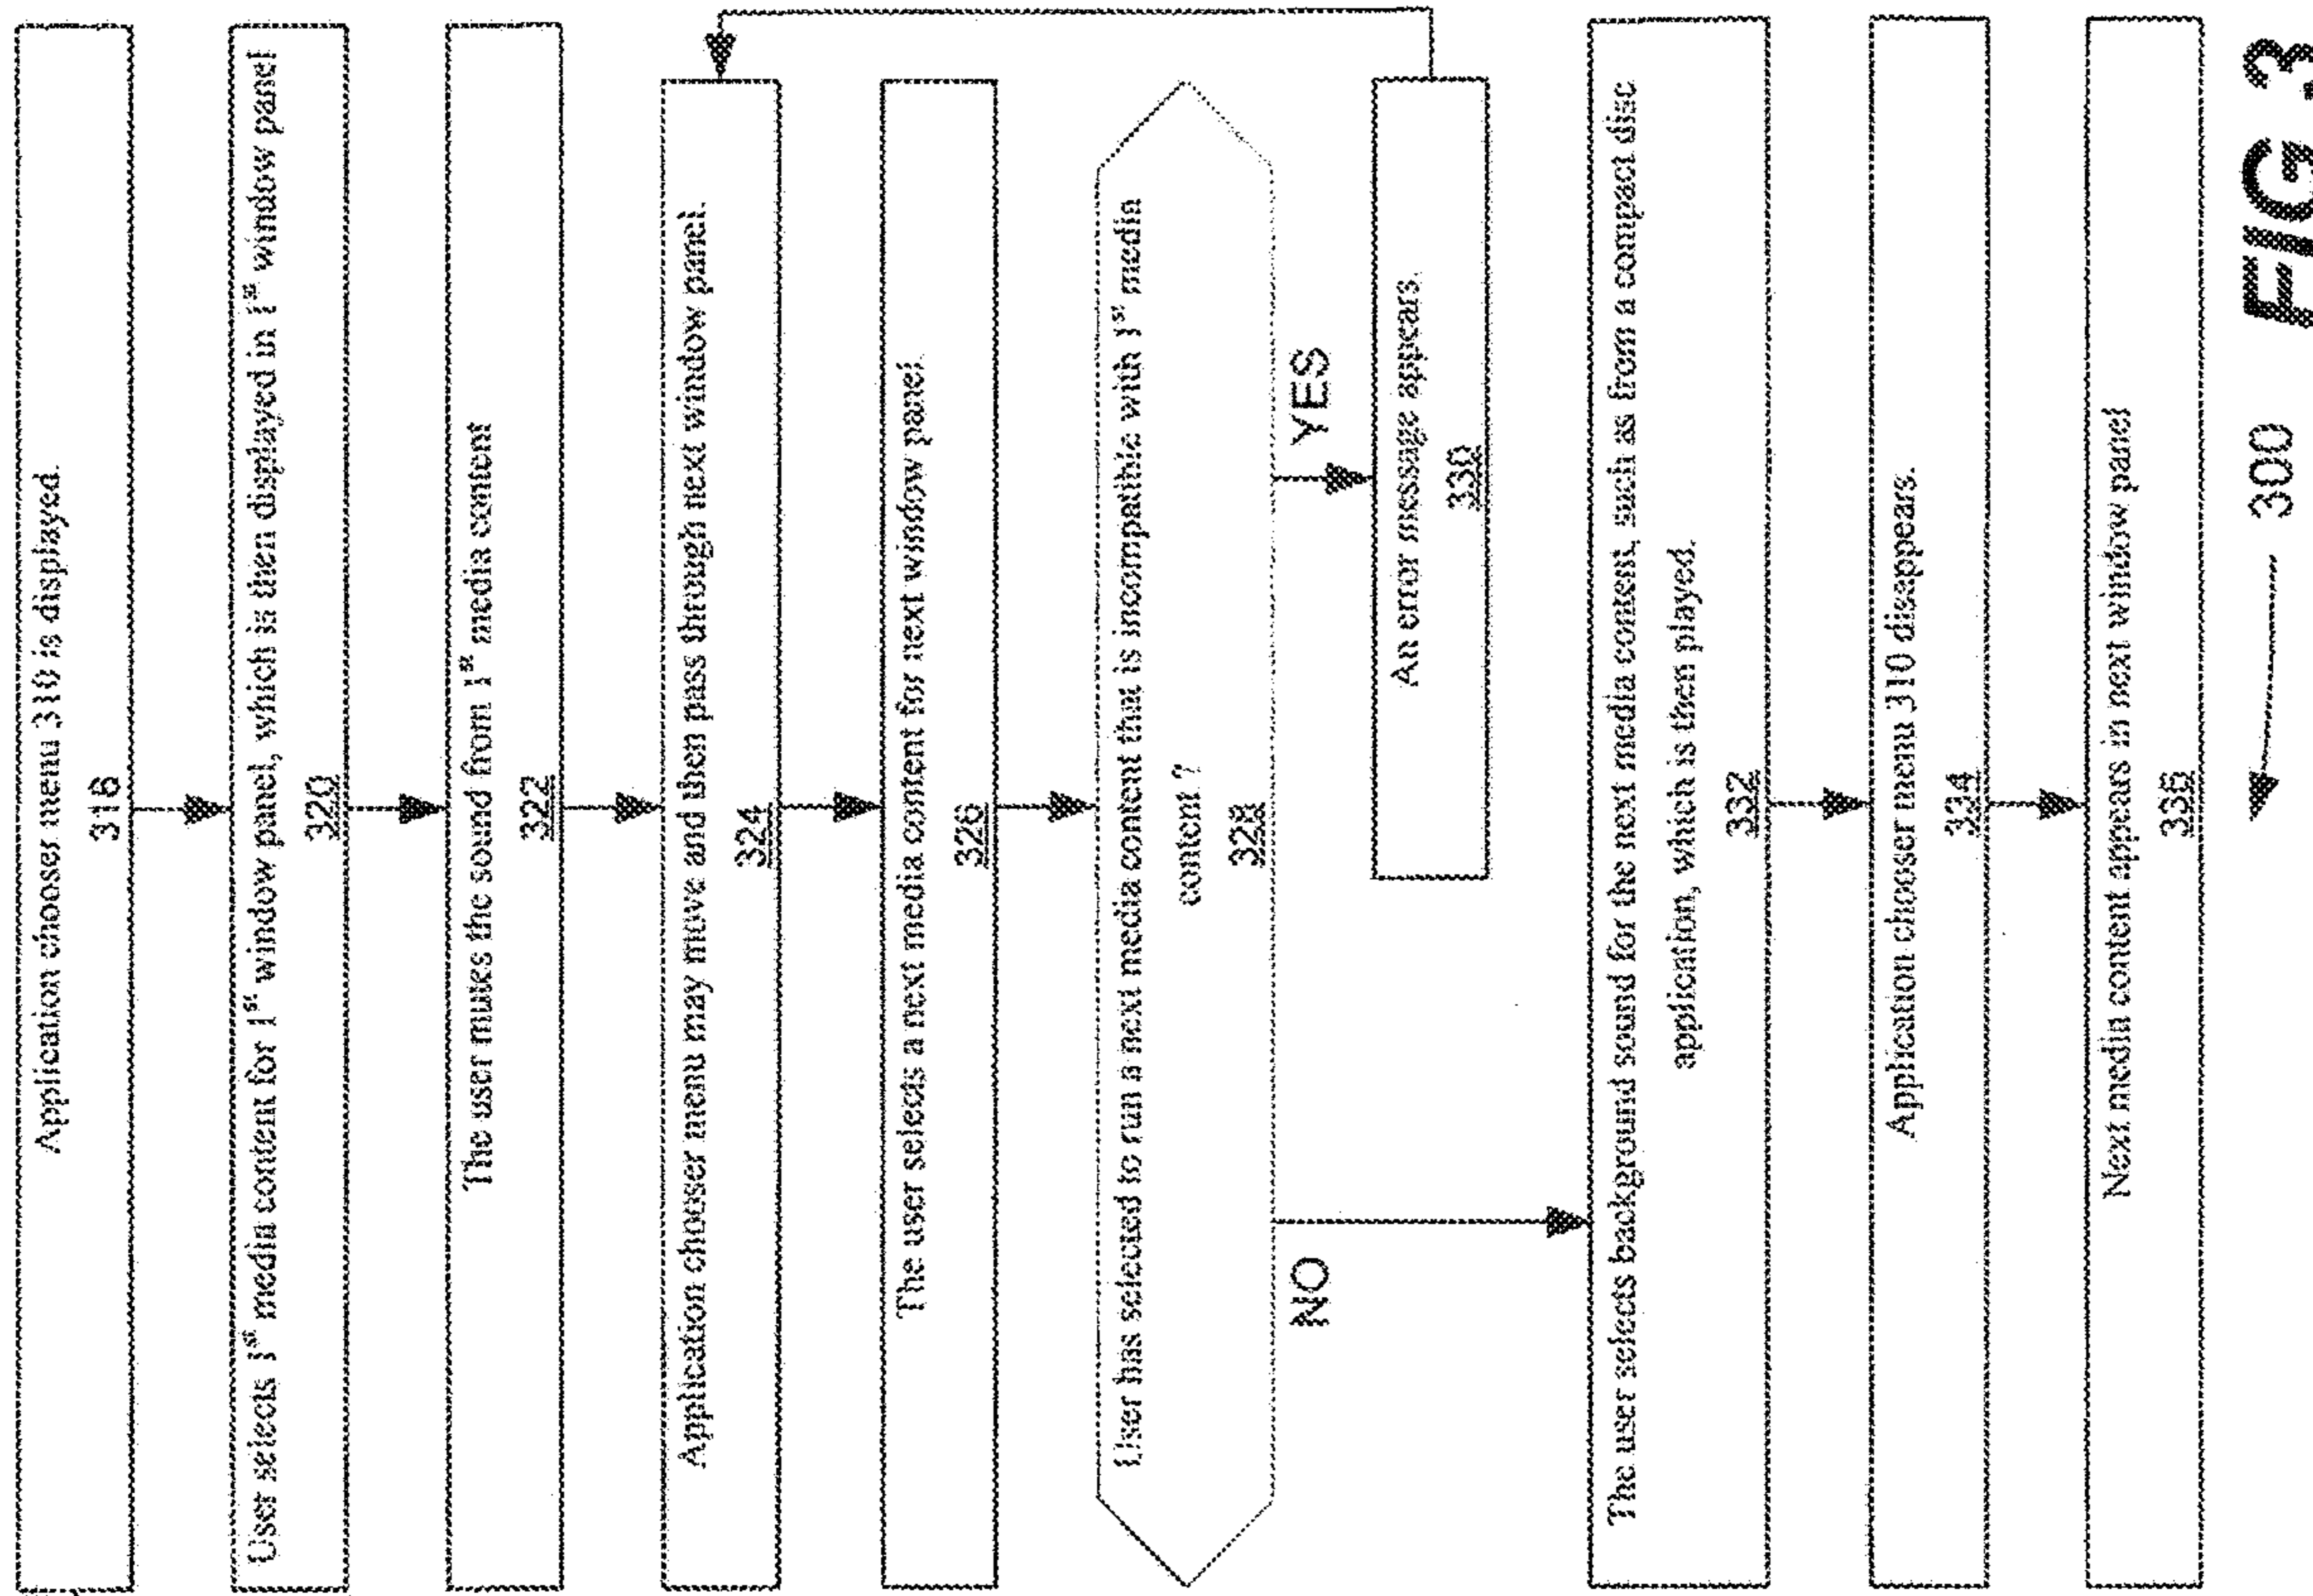 Application chooser menu 310 is displayed.
318
User selects 1st media content for 1st window panel, which is then displayed in 1st window panel
320
The user mutes the sound from 1st media content
322
Application chooser menu may move and then pass through next window panel.
324
The user selects a next media content for next window panel.
326
User has selected to run a next media content that is incompatible with 1st media
content ?
328
YES
NO
An error message appears.
330
The user selects background sound for the next media content, such as from a compact disc
application, which is then played.
332
Application chooser menu 310 disappears.
334
Next media content appears in next window panel
336
300
FIG 3